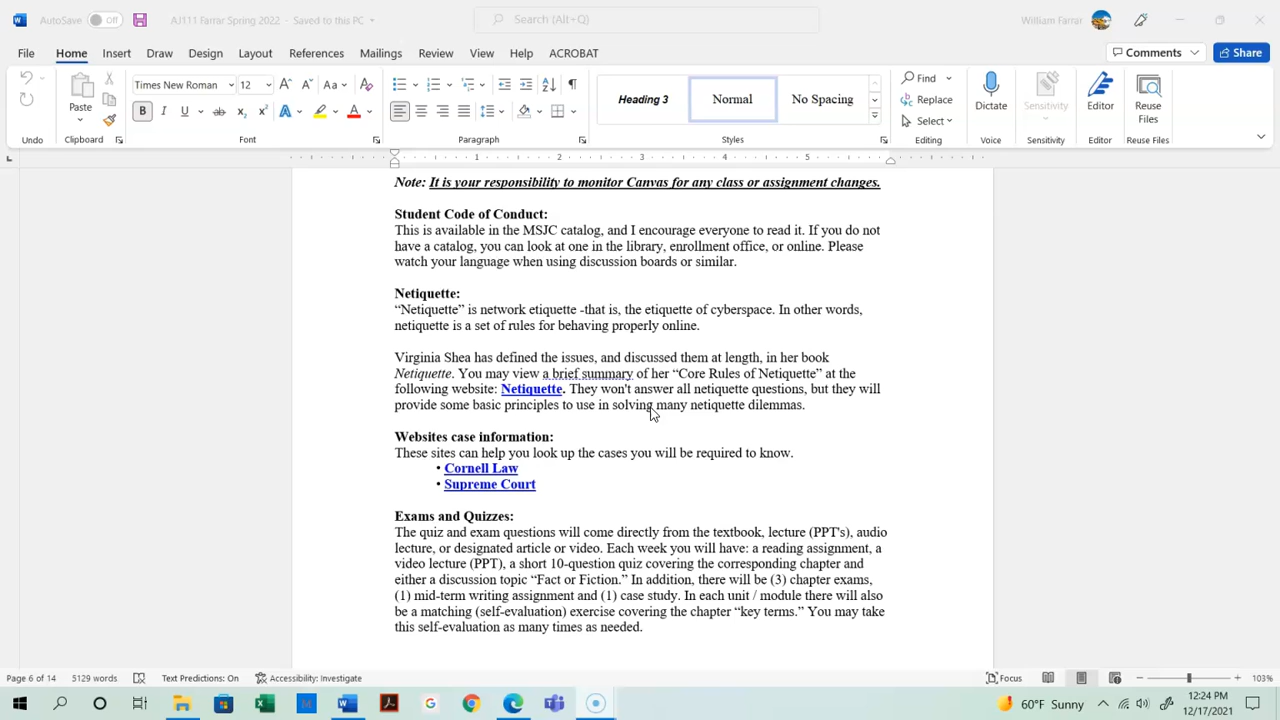 AutoSave Off AJ111 Farrar Spring 2022 - Saved to this PC Search (Alt+Q) William Farrar
File Home Insert Draw Design Layout References Mailings Review View Help ACROBAT Comments Share
Times New Roman 12
Paste
Heading 3 Normal No Spacing
Find
Replace
Select
Dictate Sensitivity Editor Reuse Files
Undo Clipboard Font Paragraph Styles Editing Voice Sensitivity Editor Reuse Files
1 2 3 4 5
Note: It is your responsibility to monitor Canvas for any class or assignment changes.
Student Code of Conduct:
This is available in the MSJC catalog, and I encourage everyone to read it. If you do not
have a catalog, you can look at one in the library, enrollment office, or online. Please
watch your language when using discussion boards or similar.
Netiquette:
“Netiquette” is network etiquette -that is, the etiquette of cyberspace. In other words,
netiquette is a set of rules for behaving properly online.
Virginia Shea has defined the issues, and discussed them at length, in her book
Netiquette. You may view a brief summary of her “Core Rules of Netiquette” at the
following website: Netiquette. They won't answer all netiquette questions, but they will
provide some basic principles to use in solving many netiquette dilemmas.
Websites case information:
These sites can help you look up the cases you will be required to know.
• Cornell Law
• Supreme Court
Exams and Quizzes:
The quiz and exam questions will come directly from the textbook, lecture (PPT's), audio
lecture, or designated article or video. Each week you will have: a reading assignment, a
video lecture (PPT), a short 10-question quiz covering the corresponding chapter and
either a discussion topic “Fact or Fiction.” In addition, there will be (3) chapter exams,
(1) mid-term writing assignment and (1) case study. In each unit / module there will also
be a matching (self-evaluation) exercise covering the chapter “key terms.” You may take
this self-evaluation as many times as needed.
Page 6 of 14 5129 words Text Predictions: On Accessibility: Investigate Focus 103%
60°F Sunny 12:24 PM
12/17/2021